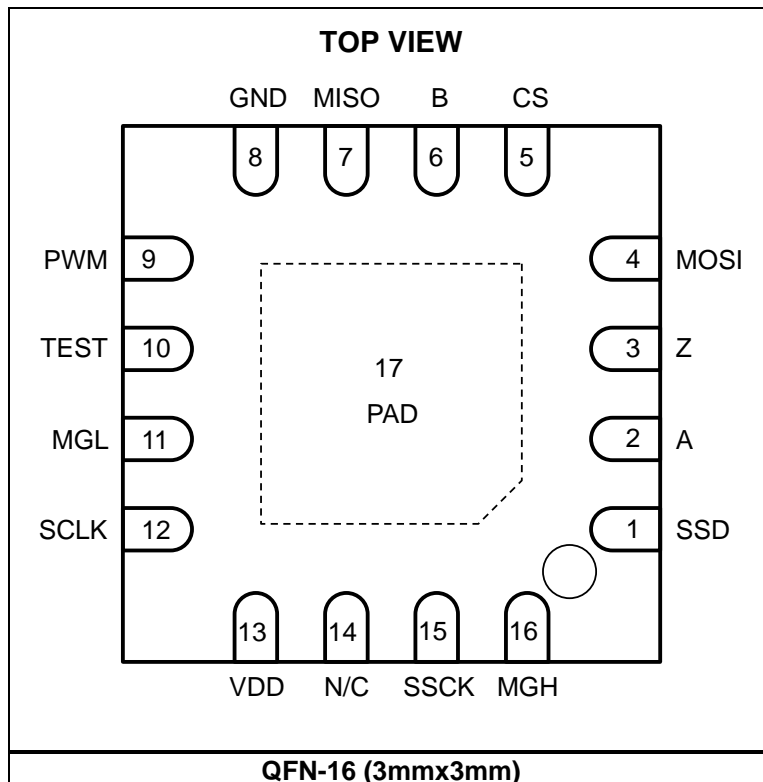 TOP VIEW
GND MISO B CS
8 7 6 5
PWM 9 4 MOSI
TEST 10 3 Z
17
PAD
MGL 11 2 A
SCLK 12 1 SSD
13 14 15 16
VDD N/C SSCK MGH
QFN-16 (3mmx3mm)